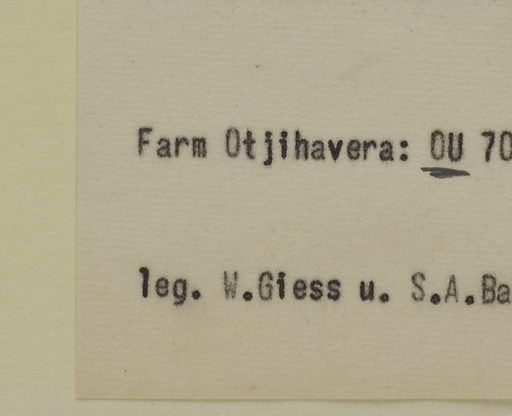 Farm Otjihavera: OU 70
leg. W.Giess u. S.A.Ba